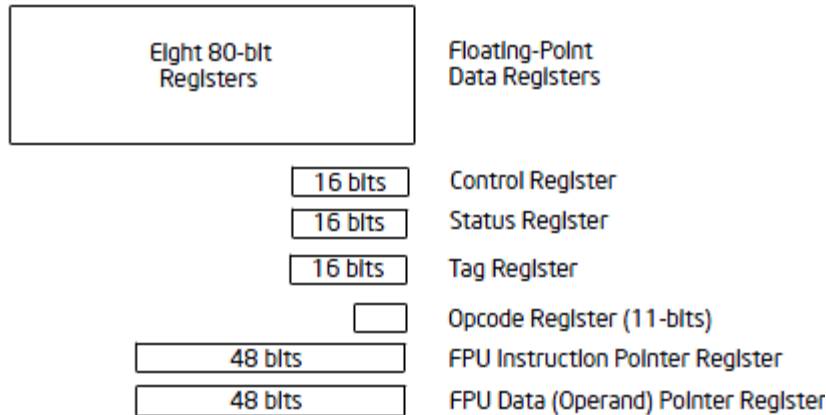 Eight 80-bit
Registers
Floating-Point
Data Registers
16 bits
Control Register
16 bits
Status Register
16 bits
Tag Register
Opcode Register (11-bits)
48 bits
FPU Instruction Pointer Register
48 bits
FPU Data (Operand) Pointer Register